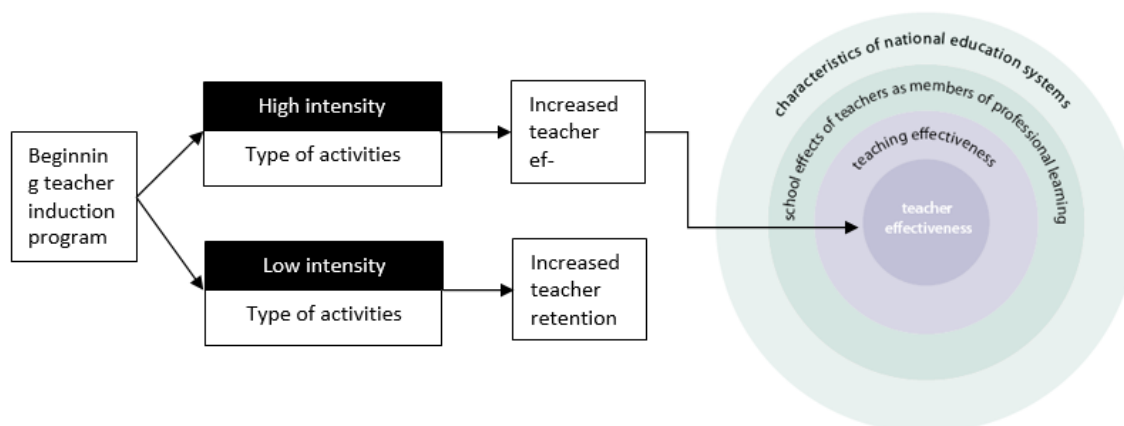 Beginnin
g teacher
induction
program
High intensity
Type of activities
Low intensity
Type of activities
Increased
teacher
ef-
Increased
teacher
retention
characteristics of national education systems
school effects of teachers as members of professional learning
teaching effectiveness
teacher
effectiveness